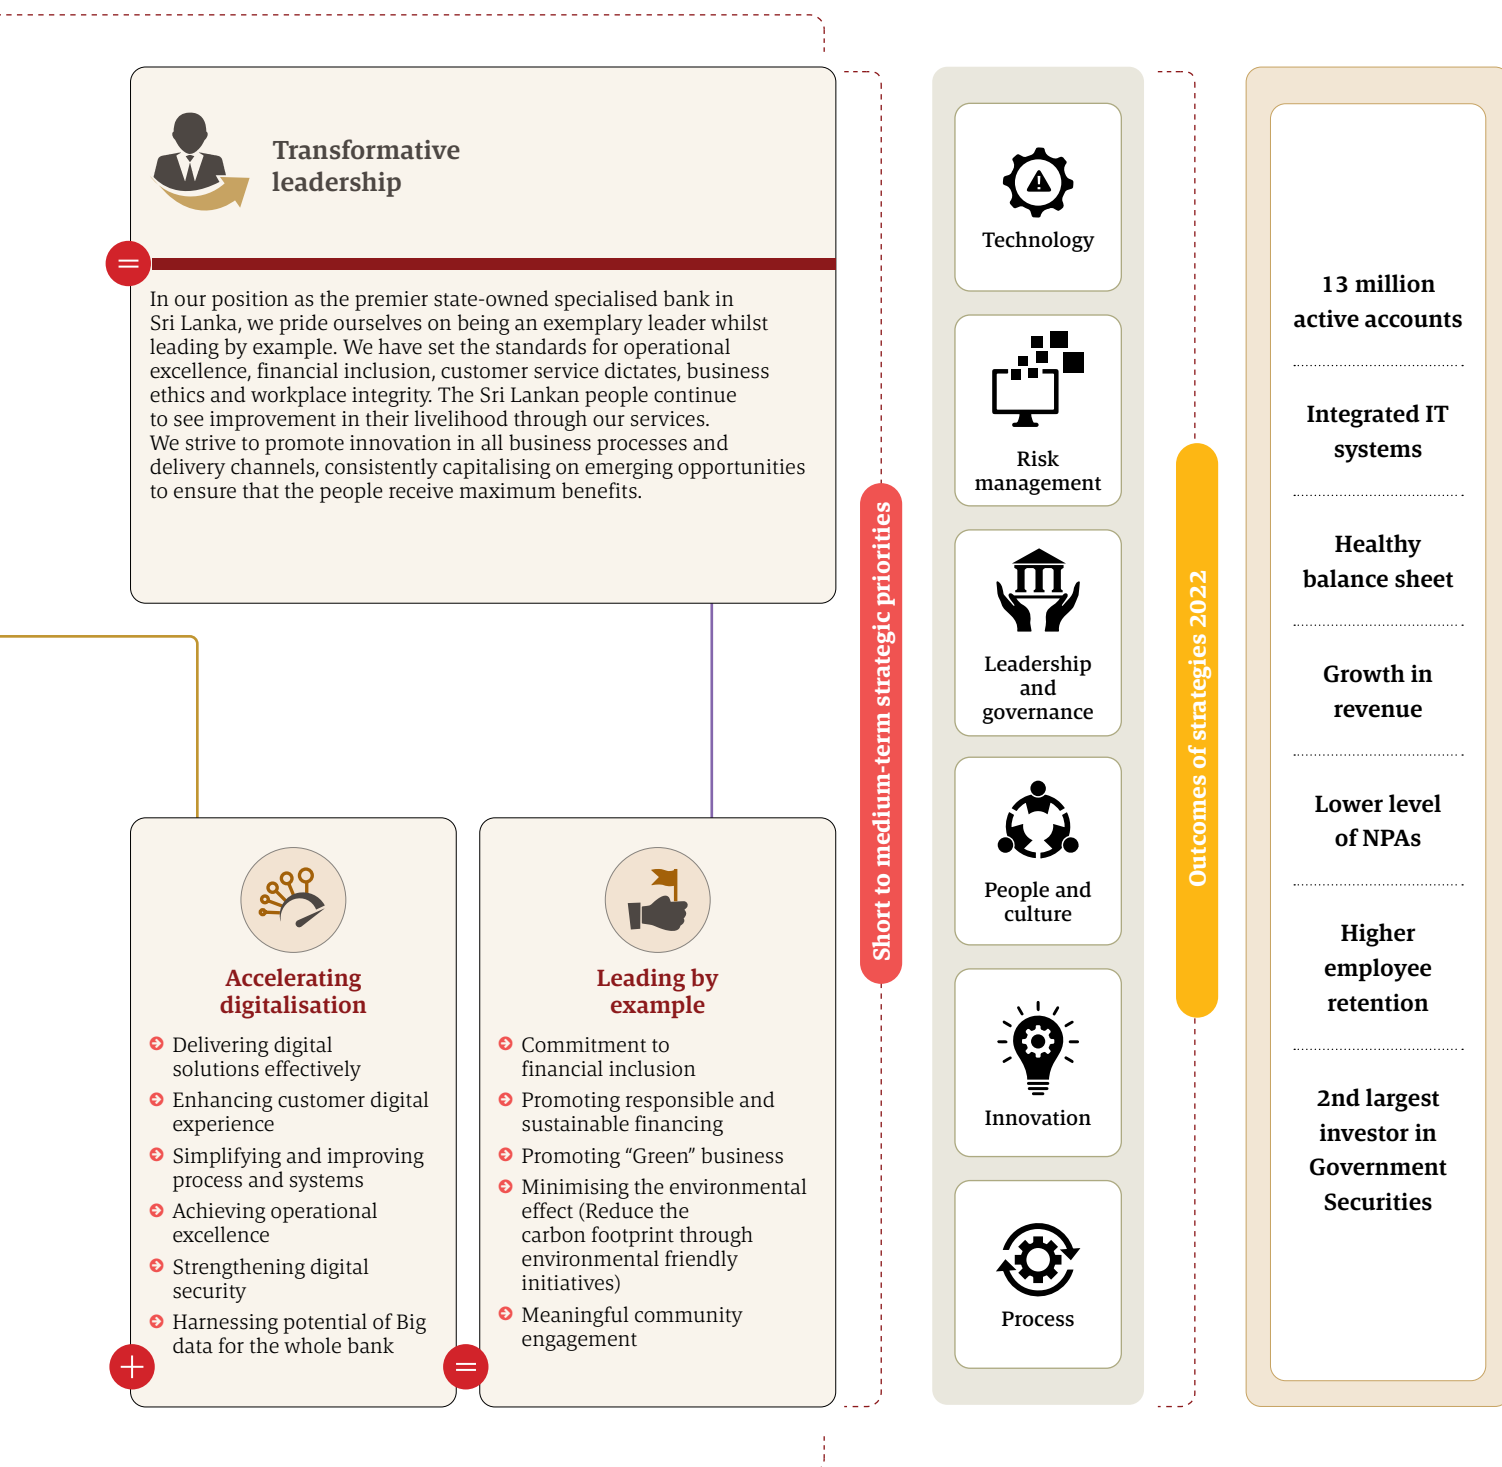 Transformative
leadership
In our position as the premier state-owned specialised bank in
Sri Lanka, we pride ourselves on being an exemplary leader whilst
leading by example. We have set the standards for operational
excellence, financial inclusion, customer service dictates, business
ethics and workplace integrity. The Sri Lankan people continue
to see improvement in their livelihood through our services.
We strive to promote innovation in all business processes and
delivery channels, consistently capitalising on emerging opportunities
to ensure that the people receive maximum benefits.
Accelerating
digitalisation
Delivering digital
solutions effectively
Enhancing customer digital
experience
Simplifying and improving
process and systems
Achieving operational
excellence
Strengthening digital
security
Harnessing potential of Big
data for the whole bank
Leading by
example
Commitment to
financial inclusion
Promoting responsible and
sustainable financing
Promoting “Green” business
Minimising the environmental
effect (Reduce the
carbon footprint through
environmental friendly
initiatives)
Meaningful community
engagement
Short to medium-term strategic priorities
Technology
Risk
management
Leadership
and
governance
People and
culture
Innovation
Process
Outcomes of strategies 2022
13 million
active accounts
Integrated IT
systems
Healthy
balance sheet
Growth in
revenue
Lower level
of NPAs
Higher
employee
retention
2nd largest
investor in
Government
Securities